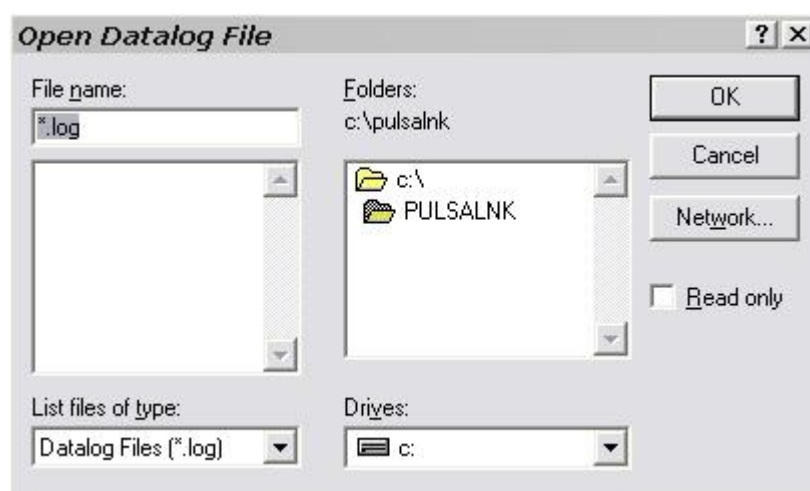 Open Datalog File
File name:
*.log
Folders:
c:\pulsalnk
c:\
PULSALNK
OK
Cancel
Network...
Read only
List files of type:
Datalog Files (*.log)
Drives:
c: